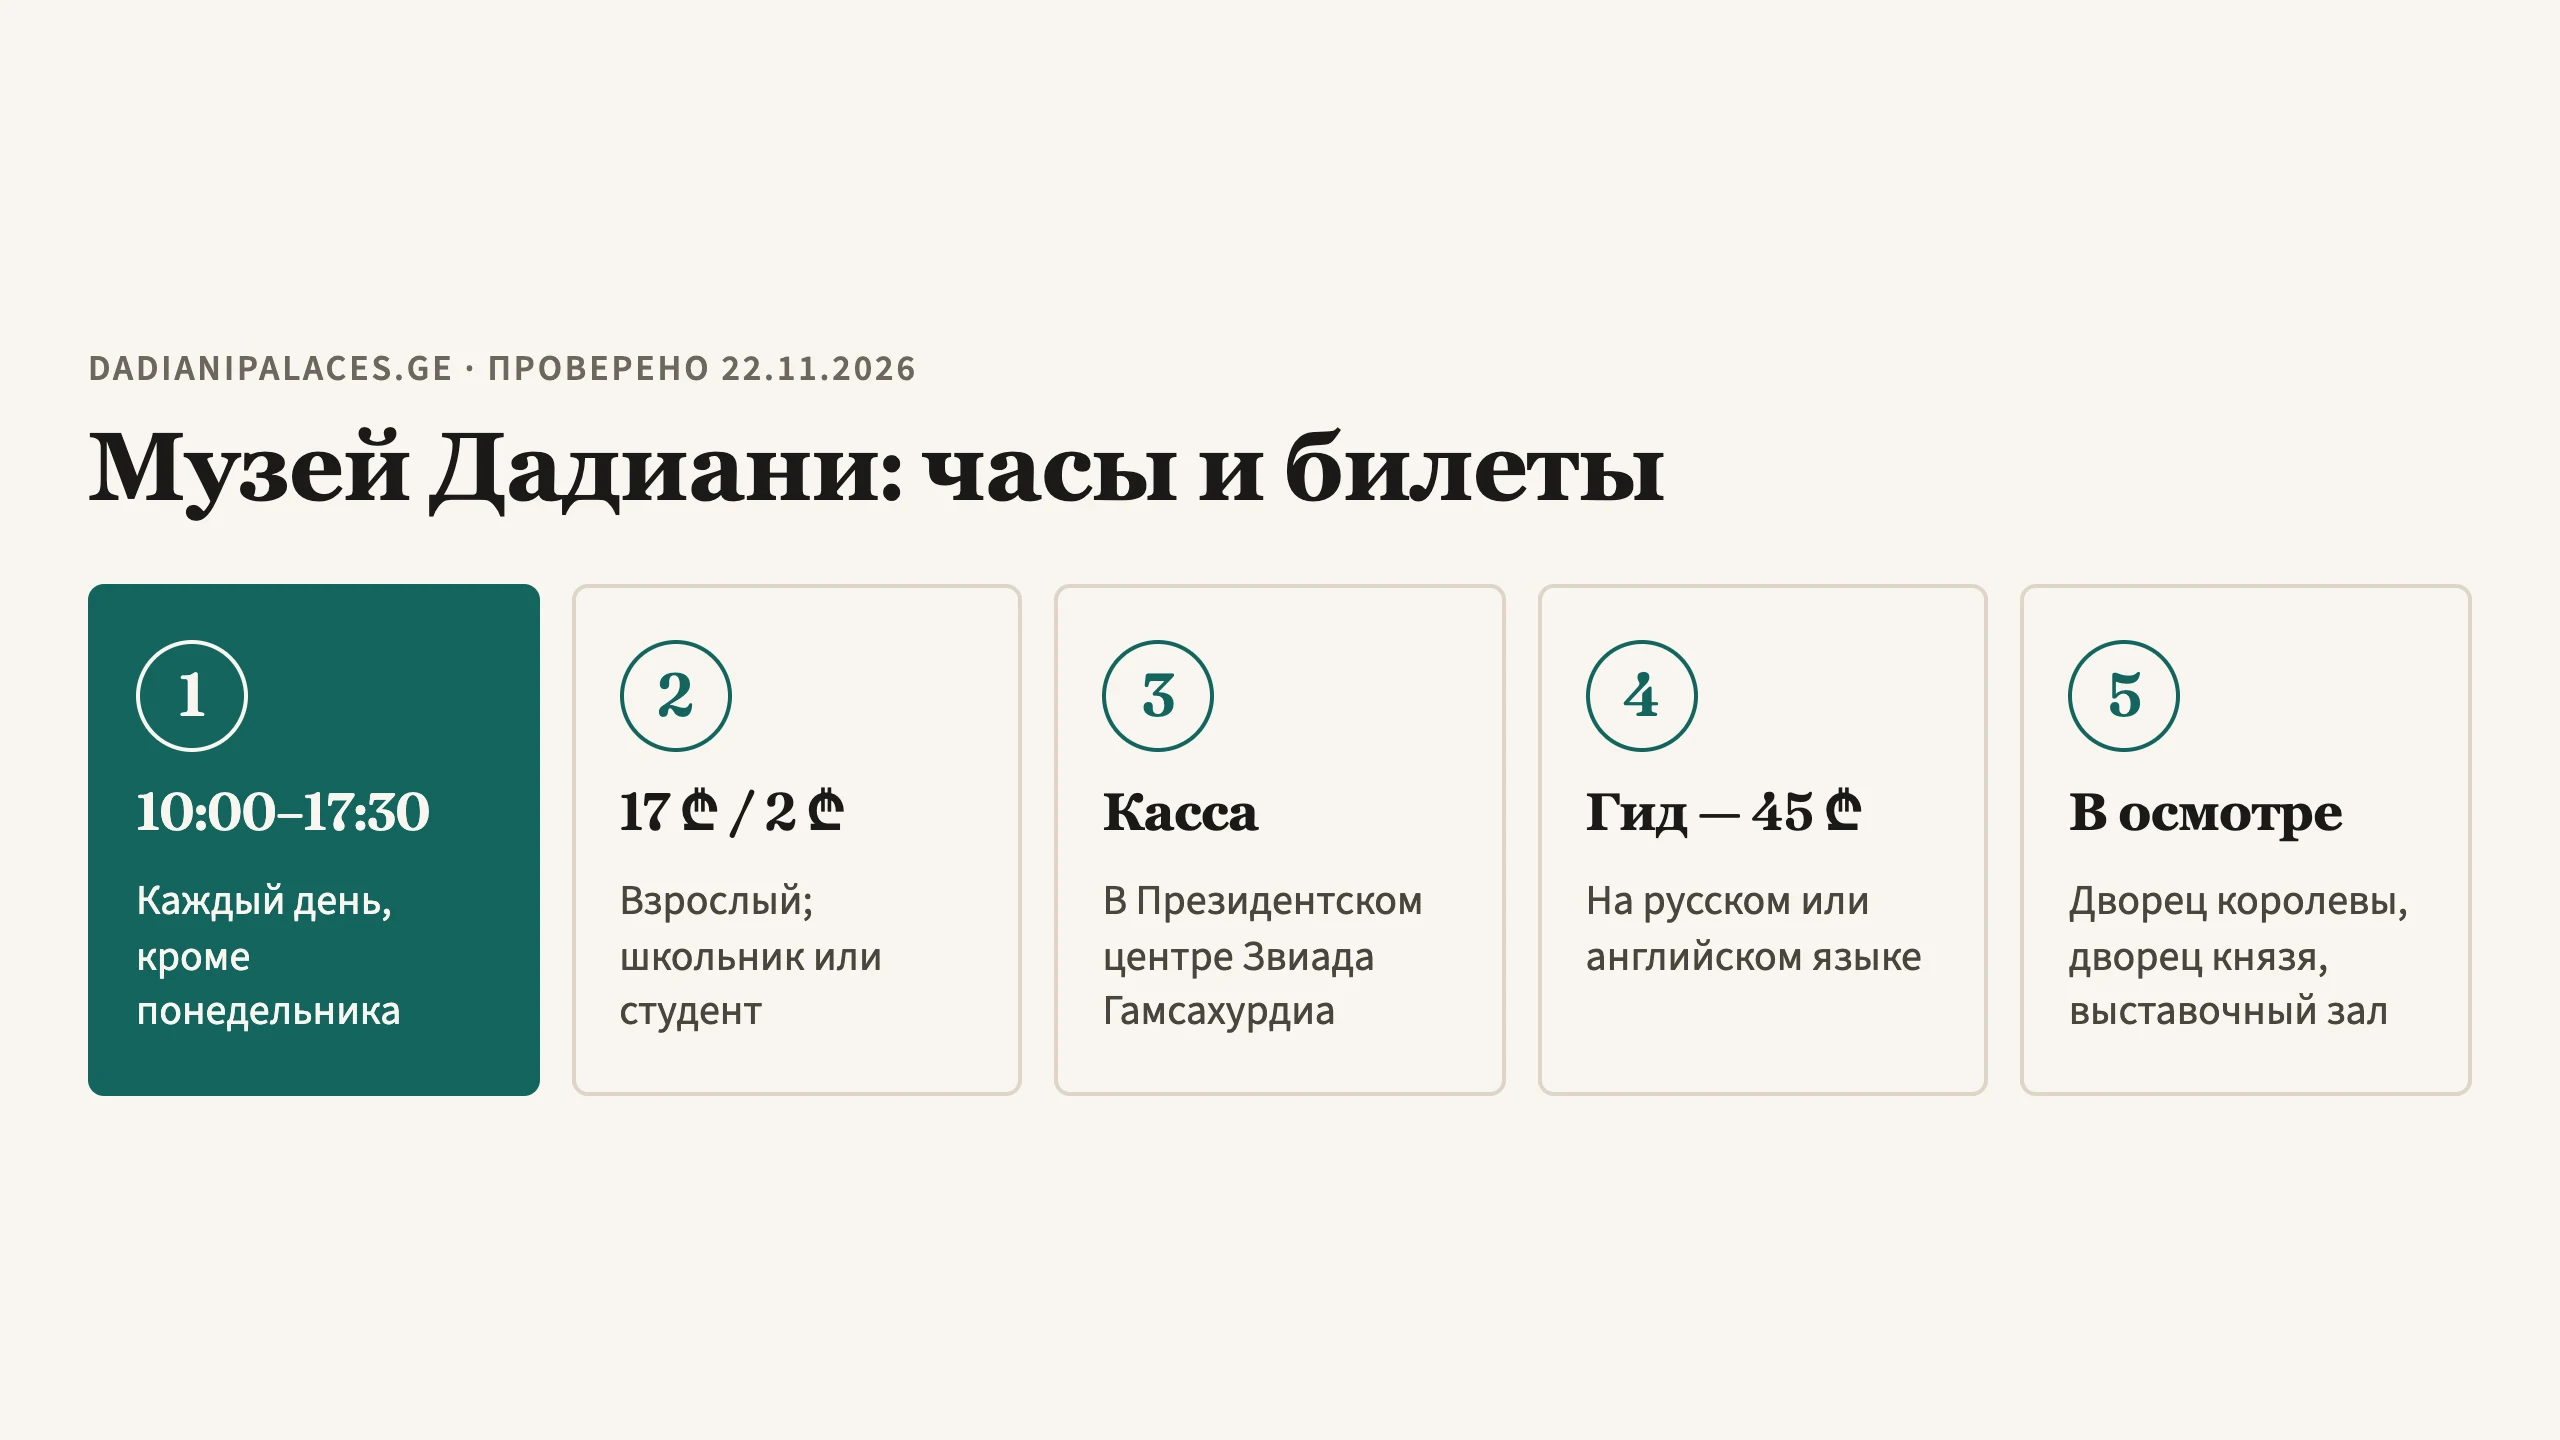 DADIANIPALACES.GE · ПРОВЕРЕНО 22.11.2026
Музей Дадиани: часы и билеты
1
10:00–17:30
Каждый день,
кроме
понедельника
2
17 ₾ / 2 ₾
Взрослый;
школьник или
студент
3
Касса
В Президентском
центре Звиада
Гамсахурдиа
4
Гид — 45 ₾
На русском или
английском языке
5
В осмотре
Дворец королевы,
дворец князя,
выставочный зал